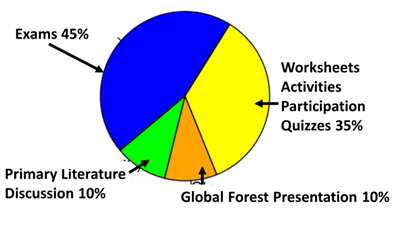 Exams 45%
Worksheets
Activities
Participation
Quizzes 35%
Primary Literature
Discussion 10%
Global Forest Presentation 10%